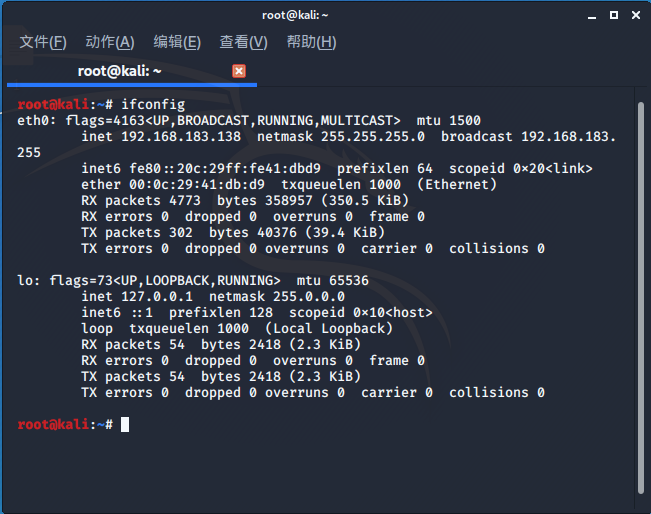 root@kali: ~
文件(F) 动作(A) 编辑(E) 查看(V) 帮助(H)
root@kali: ~
root@kali:~# ifconfig
eth0: flags=4163<UP,BROADCAST,RUNNING,MULTICAST>  mtu 1500
        inet 192.168.183.138  netmask 255.255.255.0  broadcast 192.168.183.
255
        inet6 fe80::20c:29ff:fe41:dbd9  prefixlen 64  scopeid 0×20<link>
        ether 00:0c:29:41:db:d9  txqueuelen 1000  (Ethernet)
        RX packets 4773  bytes 358957 (350.5 KiB)
        RX errors 0  dropped 0  overruns 0  frame 0
        TX packets 302  bytes 40376 (39.4 KiB)
        TX errors 0  dropped 0 overruns 0  carrier 0  collisions 0
lo: flags=73<UP,LOOPBACK,RUNNING>  mtu 65536
        inet 127.0.0.1  netmask 255.0.0.0
        inet6 ::1  prefixlen 128  scopeid 0×10<host>
        loop  txqueuelen 1000  (Local Loopback)
        RX packets 54  bytes 2418 (2.3 KiB)
        RX errors 0  dropped 0  overruns 0  frame 0
        TX packets 54  bytes 2418 (2.3 KiB)
        TX errors 0  dropped 0 overruns 0  carrier 0  collisions 0
root@kali:~#